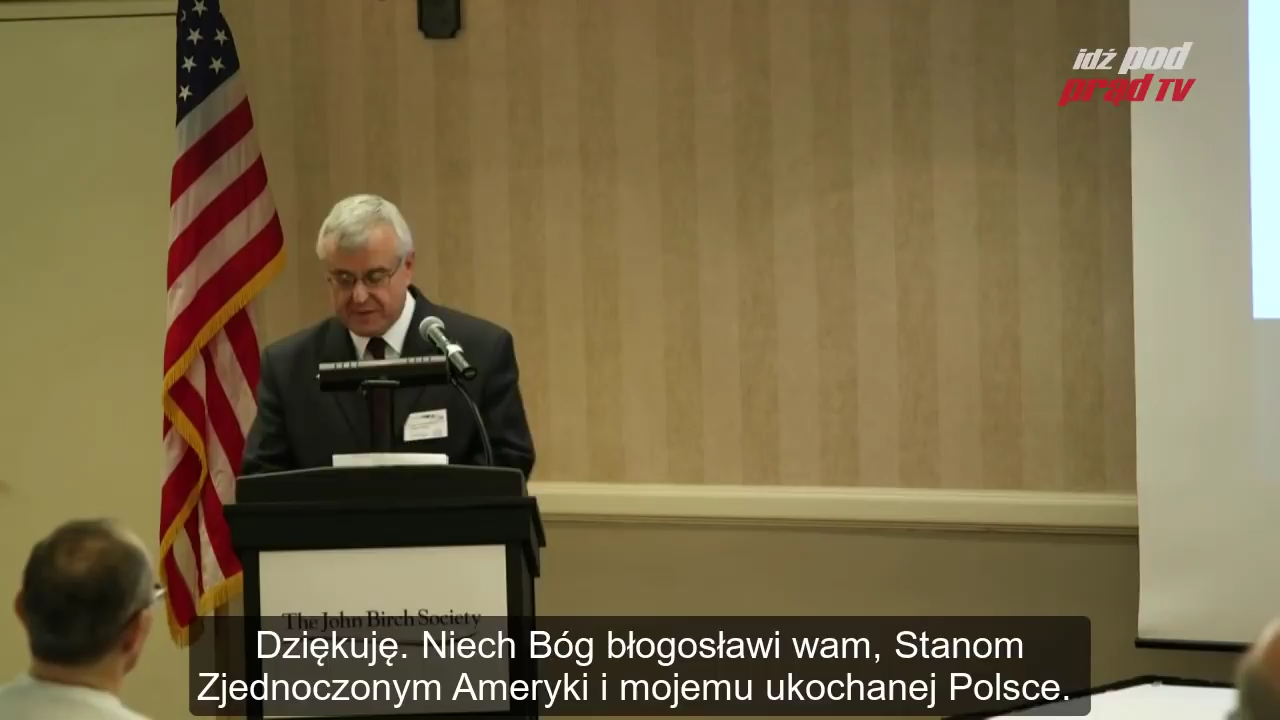 idź pod
prąd TV
The John Birch Society
Dziękuję. Niech Bóg błogosławi wam, Stanom
Zjednoczonym Ameryki i mojemu ukochanej Polsce.